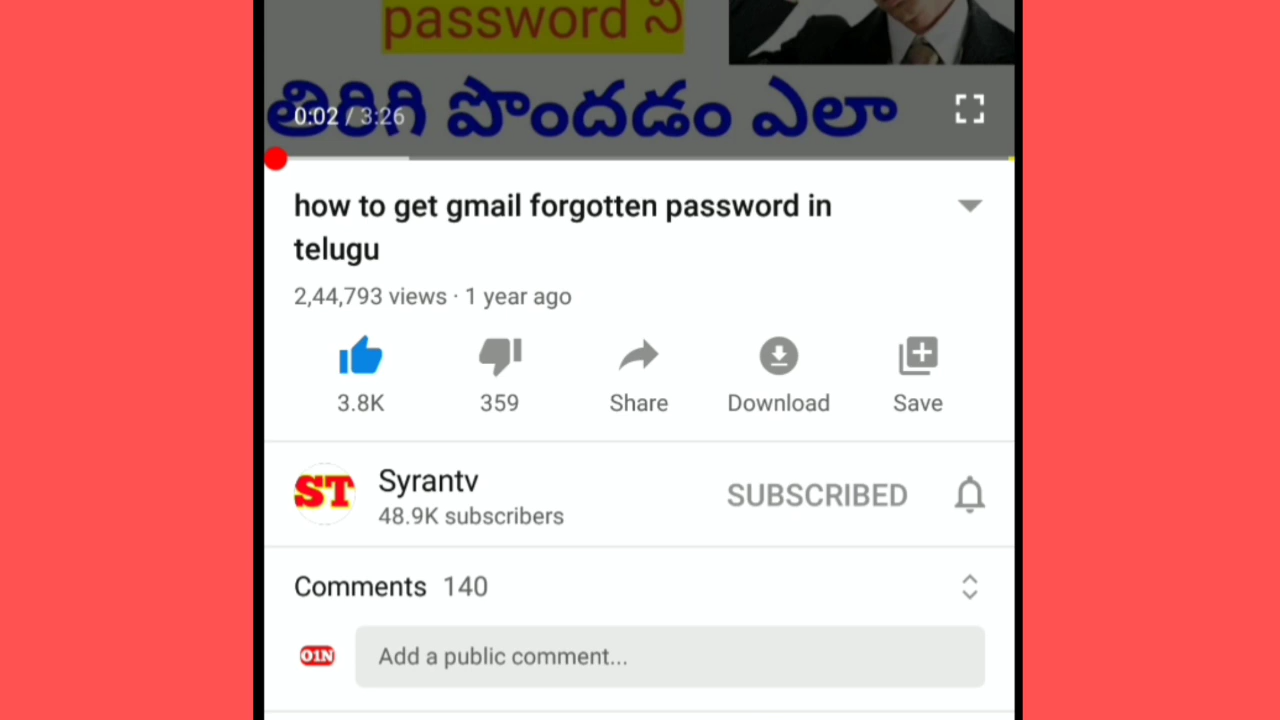 password ని
తిరిగి పొందడం ఎలా
0:02 / 3:26
how to get gmail forgotten password in
telugu
2,44,793 views · 1 year ago
3.8K
359
Share
Download
Save
ST
Syrantv
SUBSCRIBED
48.9K subscribers
Comments 140
O1N
Add a public comment...